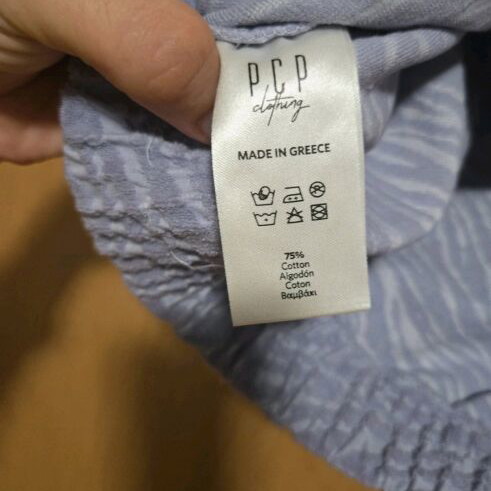 PCP
clothing
MADE IN GREECE
75%
Cotton
Algodón
Coton
Βαμβάκι